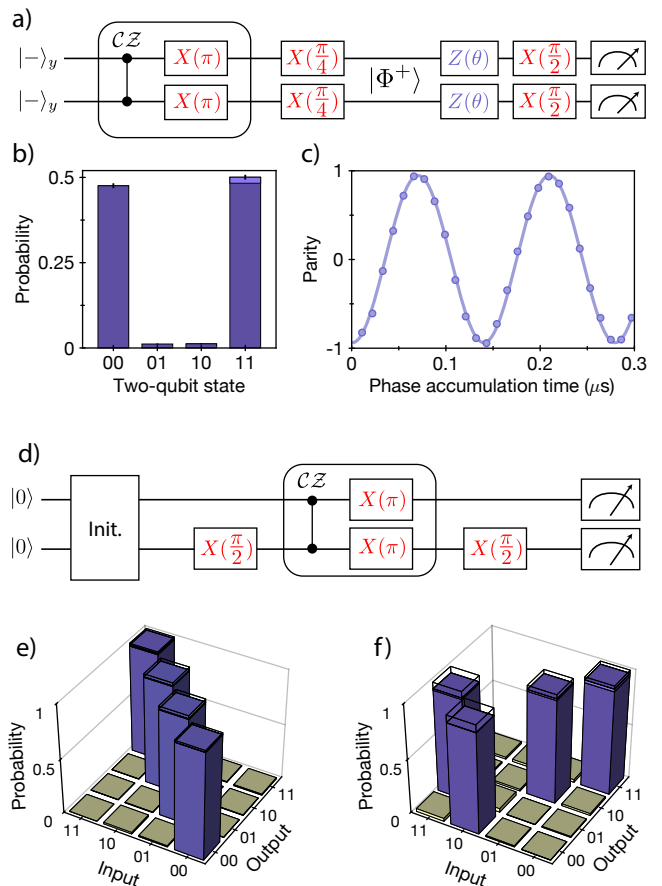 a)
𝒞𝒵
|−⟩y X(π) X(π/4) Z(θ) X(π/2)
|Φ⁺⟩
|−⟩y X(π) X(π/4) Z(θ) X(π/2)
b)
c)
0.5
0.25
0
Probability
00 01 10 11
Two-qubit state
1
0
-1
Parity
0 0.1 0.2 0.3
Phase accumulation time (μs)
d)
𝒞𝒵
|0⟩ X(π)
Init.
|0⟩ X(π/2) X(π) X(π/2)
e)
1
0.5
0
Probability
11 10 01 00
Input
00 01 10 11
Output
f)
1
0.5
0
Probability
11 10 01 00
Input
00 01 10 11
Output